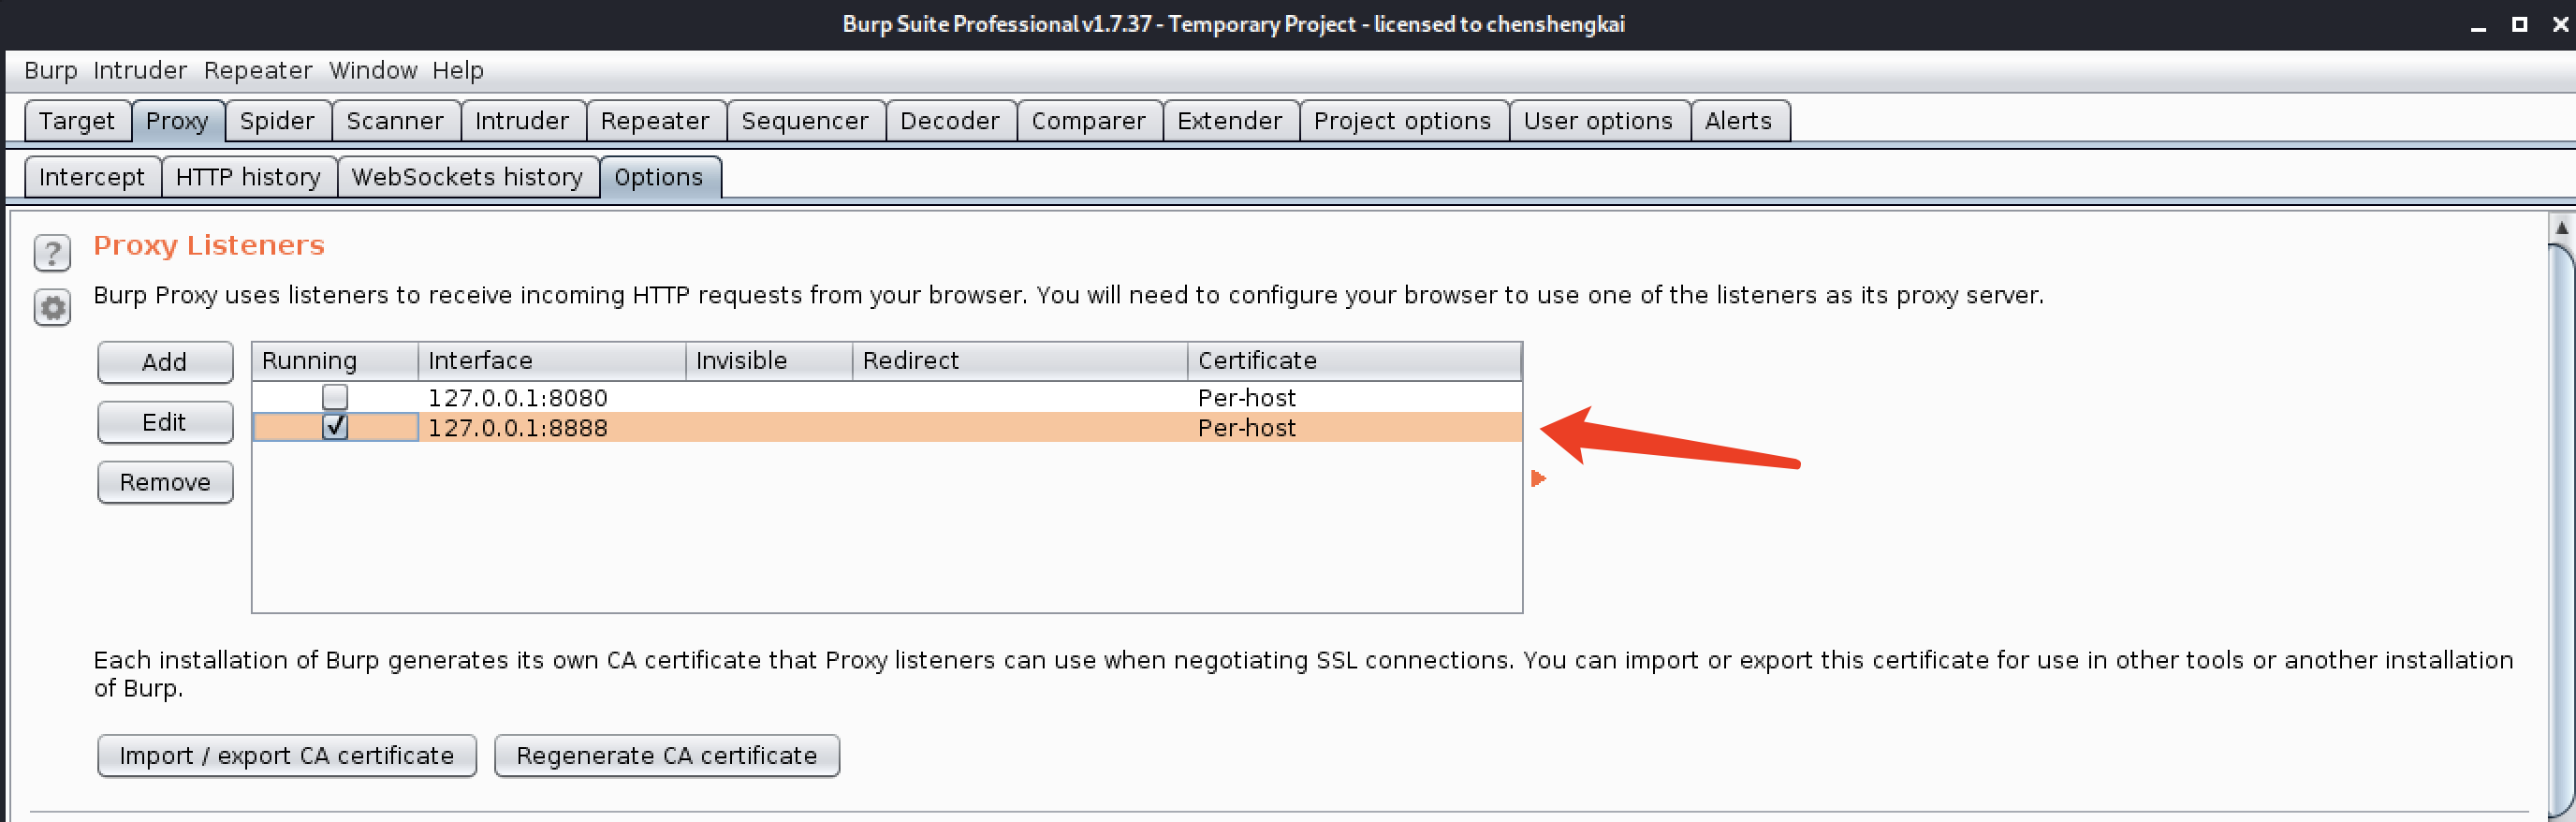 Burp Suite Professional v1.7.37 - Temporary Project - licensed to chenshengkai
Burp Intruder Repeater Window Help
Target Proxy Spider Scanner Intruder Repeater Sequencer Decoder Comparer Extender Project options User options Alerts
Intercept HTTP history WebSockets history Options
? Proxy Listeners
Burp Proxy uses listeners to receive incoming HTTP requests from your browser. You will need to configure your browser to use one of the listeners as its proxy server.
Add Running Interface Invisible Redirect Certificate
127.0.0.1:8080 Per-host
Edit 127.0.0.1:8888 Per-host
Remove
Each installation of Burp generates its own CA certificate that Proxy listeners can use when negotiating SSL connections. You can import or export this certificate for use in other tools or another installation
of Burp.
Import / export CA certificate Regenerate CA certificate